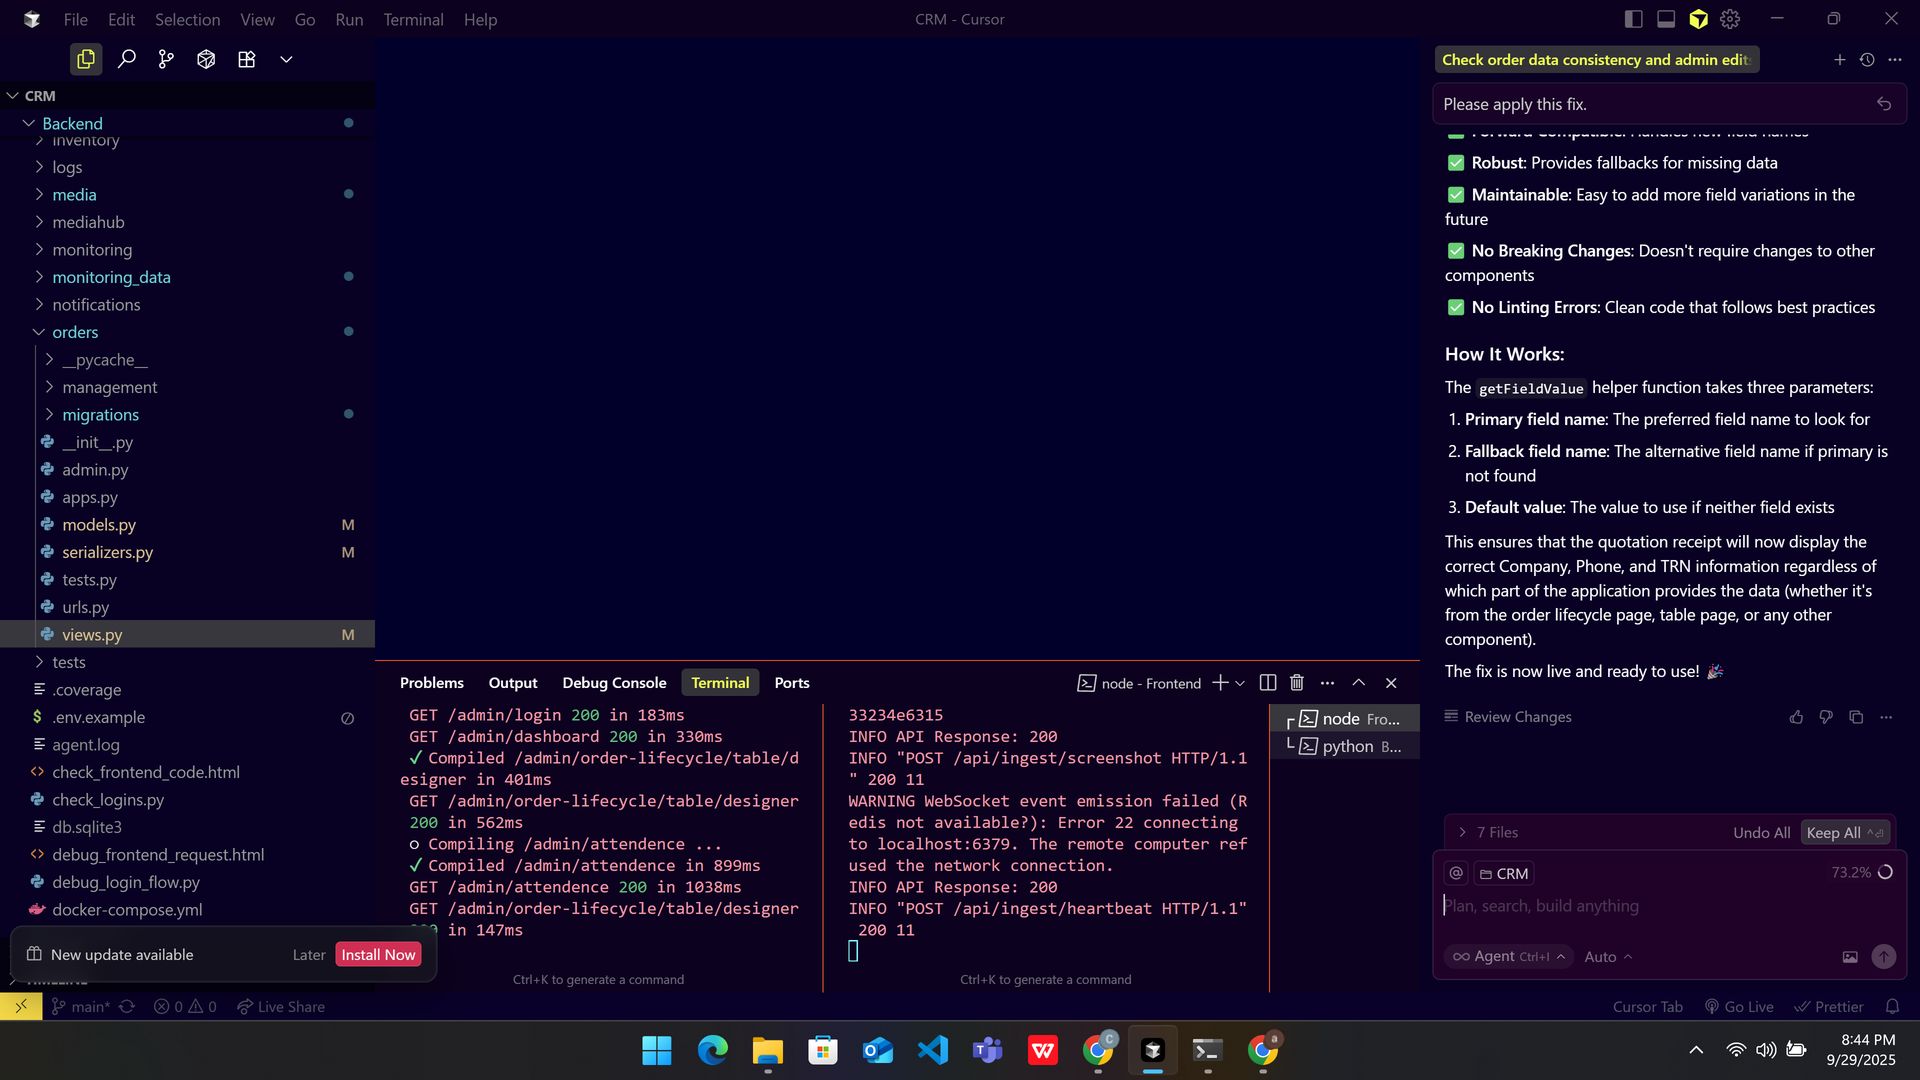 File Edit Selection View Go Run Terminal Help
CRM - Cursor
CRM
Backend
inventory
logs
media
mediahub
monitoring
monitoring_data
notifications
orders
__pycache__
management
migrations
__init__.py
admin.py
apps.py
models.py M
serializers.py M
tests.py
urls.py
views.py M
tests
.coverage
.env.example
agent.log
check_frontend_code.html
check_logins.py
db.sqlite3
debug_frontend_request.html
debug_login_flow.py
docker-compose.yml
New update available Later Install Now
TIMELINE
main* 0 0 Live Share
Problems Output Debug Console Terminal Ports
node - Frontend
GET /admin/login 200 in 183ms
GET /admin/dashboard 200 in 330ms
✓ Compiled /admin/order-lifecycle/table/d
esigner in 401ms
GET /admin/order-lifecycle/table/designer
200 in 562ms
○ Compiling /admin/attendence ...
✓ Compiled /admin/attendence in 899ms
GET /admin/attendence 200 in 1038ms
GET /admin/order-lifecycle/table/designer
200 in 147ms
Ctrl+K to generate a command
33234e6315
INFO API Response: 200
INFO "POST /api/ingest/screenshot HTTP/1.1
" 200 11
WARNING WebSocket event emission failed (R
edis not available?): Error 22 connecting
to localhost:6379. The remote computer ref
used the network connection.
INFO API Response: 200
INFO "POST /api/ingest/heartbeat HTTP/1.1"
200 11
Ctrl+K to generate a command
node Fro...
python B...
Check order data consistency and admin edit
Please apply this fix.
✅ Forward Compatible: Handles new field names
✅ Robust: Provides fallbacks for missing data
✅ Maintainable: Easy to add more field variations in the
future
✅ No Breaking Changes: Doesn't require changes to other
components
✅ No Linting Errors: Clean code that follows best practices
How It Works:
The getFieldValue helper function takes three parameters:
1. Primary field name: The preferred field name to look for
2. Fallback field name: The alternative field name if primary is
not found
3. Default value: The value to use if neither field exists
This ensures that the quotation receipt will now display the
correct Company, Phone, and TRN information regardless of
which part of the application provides the data (whether it's
from the order lifecycle page, table page, or any other
component).
The fix is now live and ready to use! 🎉
Review Changes
7 Files Undo All Keep All
@ CRM 73.2%
Plan, search, build anything
Agent Ctrl+I Auto
Cursor Tab Go Live Prettier
8:44 PM
9/29/2025